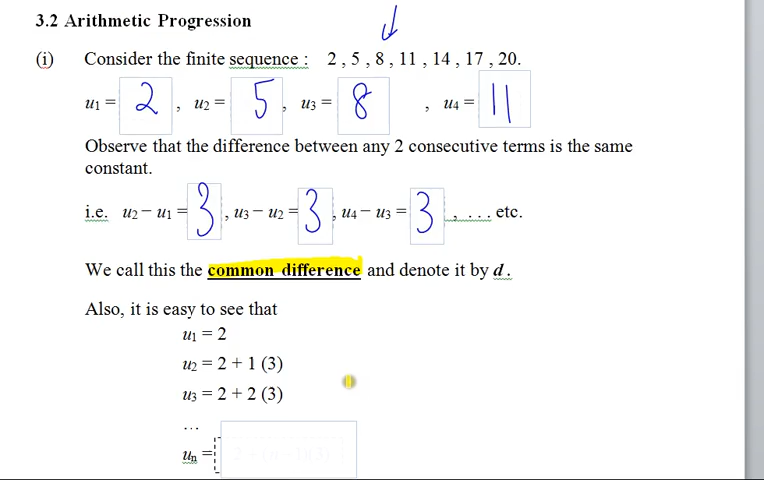 3.2 Arithmetic Progression
(i) Consider the finite sequence : 2 , 5 , 8 , 11 , 14 , 17 , 20.
u1 = 2 , u2 = 5 , u3 = 8 , u4 = 11
Observe that the difference between any 2 consecutive terms is the same
constant.
i.e. u2 − u1 = 3 , u3 − u2 = 3 , u4 − u3 = 3 , . . . etc.
We call this the common difference and denote it by d .
Also, it is easy to see that
u1 = 2
u2 = 2 + 1 (3)
u3 = 2 + 2 (3)
...
un =